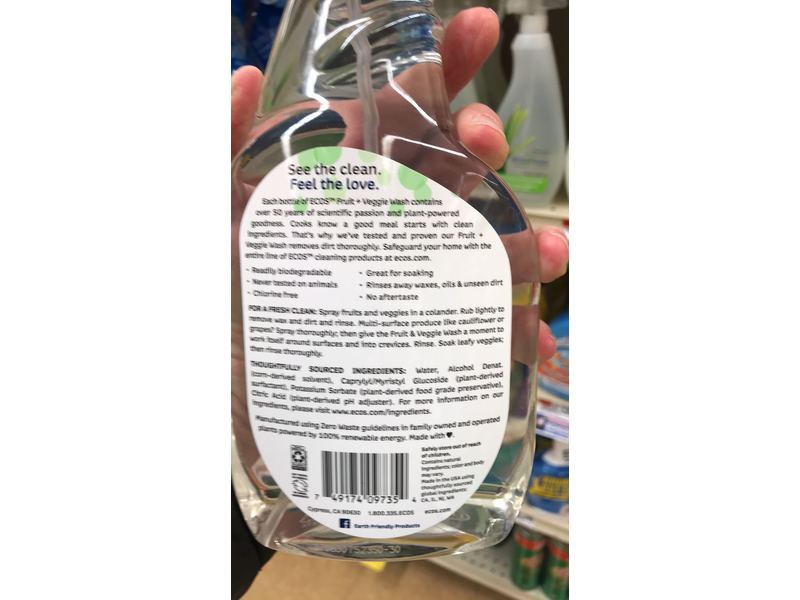 See the clean.
Feel the love.
Each bottle of ECOS™ Fruit + Veggie Wash contains
over 50 years of scientific passion and plant-powered
goodness. Cooks know a good meal starts with clean
ingredients. That's why we've tested and proven our Fruit +
Veggie Wash removes dirt thoroughly. Safeguard your home with the
entire line of ECOS™ cleaning products at ecos.com.
• Readily biodegradable
• Never tested on animals
• Chlorine free
• Great for soaking
• Rinses away waxes, oils & unseen dirt
• No aftertaste
FOR A FRESH CLEAN: Spray fruits and veggies in a colander. Rub lightly to
remove wax and dirt and rinse. Multi-surface produce like cauliflower or
grapes? Spray thoroughly; then give the Fruit & Veggie Wash a moment to
work itself around surfaces and into crevices. Rinse. Soak leafy veggies;
then rinse thoroughly.
THOUGHTFULLY SOURCED INGREDIENTS: Water, Alcohol Denat.
(corn-derived solvent), Caprylyl/Myristyl Glucoside (plant-derived
surfactant), Potassium Sorbate (plant-derived food grade preservative),
Citric Acid (plant-derived pH adjuster). For more information on our
ingredients, please visit www.ecos.com/ingredients.
Manufactured using Zero Waste guidelines in family owned and operated
plants powered by 100% renewable energy. Made with ♥.
Safely store out of reach
of children.
Contains natural
ingredients; color and body
may vary.
Made in the USA using
thoughtfully sourced
global ingredients:
CA, IL, NJ, WA
7 49174 09735 4
Cypress, CA 90630 1.800.335.ECOS ecos.com
Earth Friendly Products